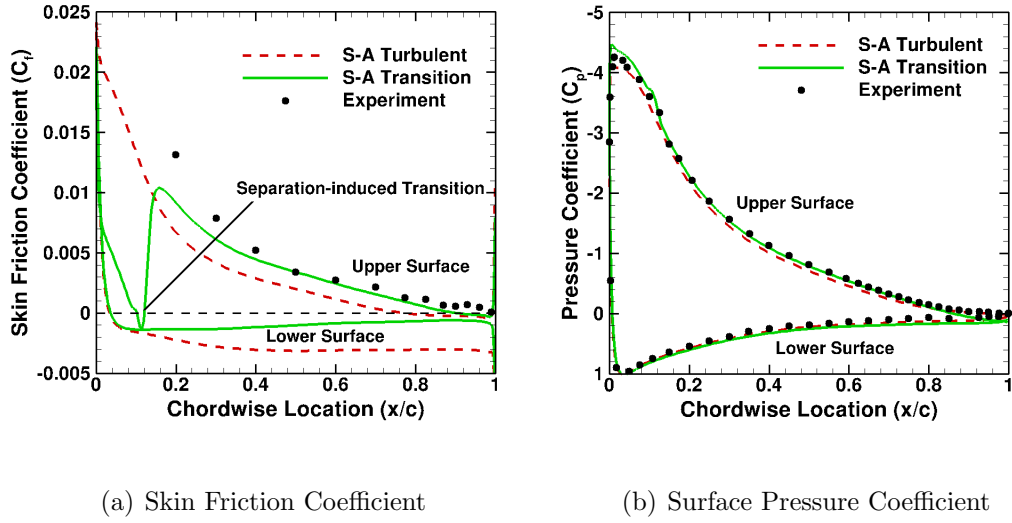 Skin Friction Coefficient (Cf)
0.025
0.02
0.015
0.01
0.005
0
-0.005
S-A Turbulent
S-A Transition
Experiment
Separation-induced Transition
Upper Surface
Lower Surface
0 0.2 0.4 0.6 0.8 1
Chordwise Location (x/c)
(a) Skin Friction Coefficient
Pressure Coefficient (Cp)
-5
-4
-3
-2
-1
0
1
S-A Turbulent
S-A Transition
Experiment
Upper Surface
Lower Surface
0 0.2 0.4 0.6 0.8 1
Chordwise Location (x/c)
(b) Surface Pressure Coefficient